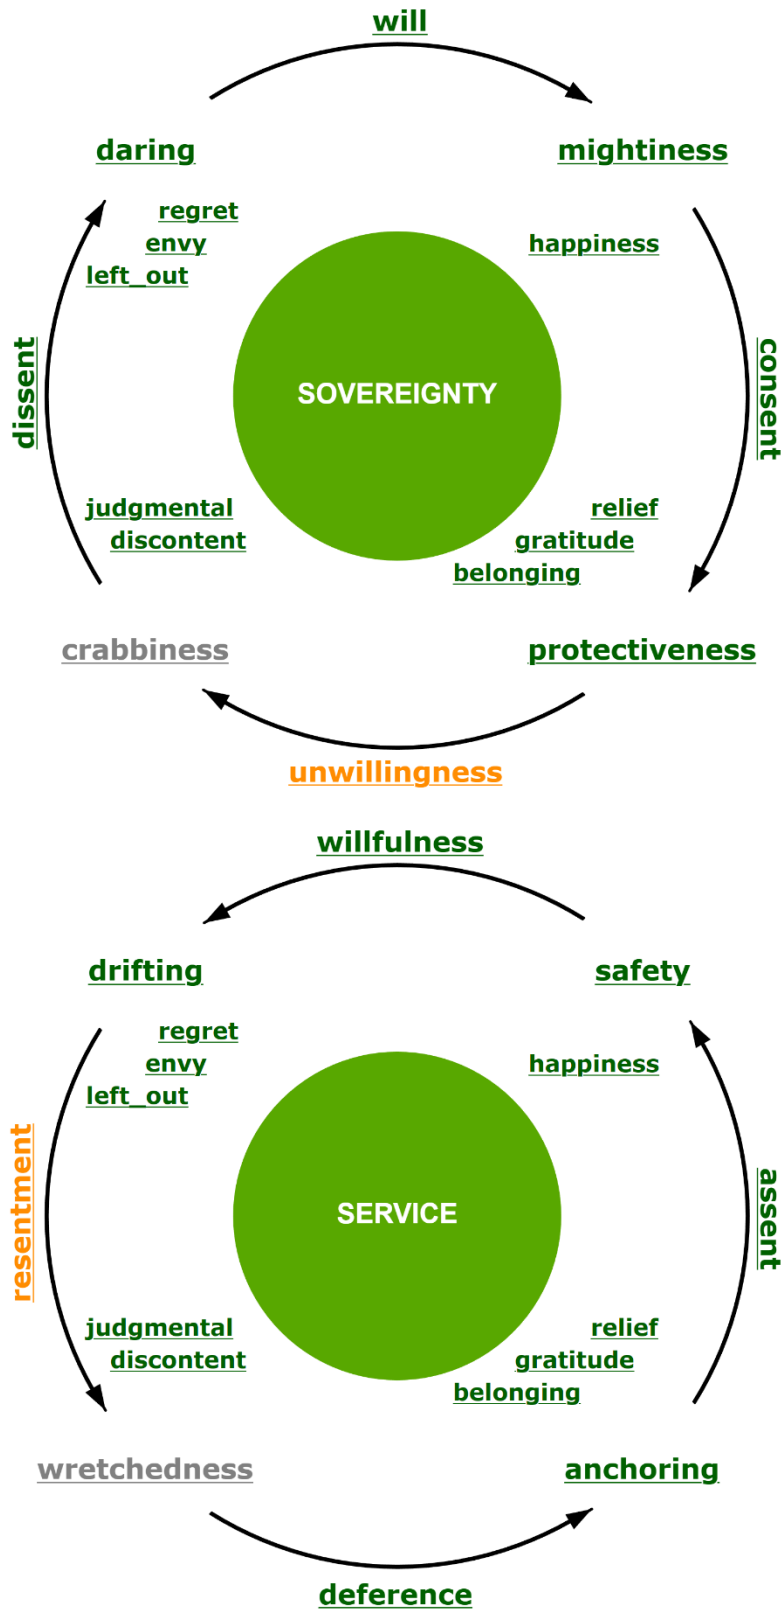 will
daring
mightiness
regret
envy
happiness
left_out
dissent
SOVEREIGNTY
consent
judgmental
relief
discontent
gratitude
belonging
crabbiness
protectiveness
unwillingness
willfulness
drifting
safety
regret
envy
happiness
left_out
resentment
SERVICE
assent
judgmental
relief
discontent
gratitude
belonging
wretchedness
anchoring
deference